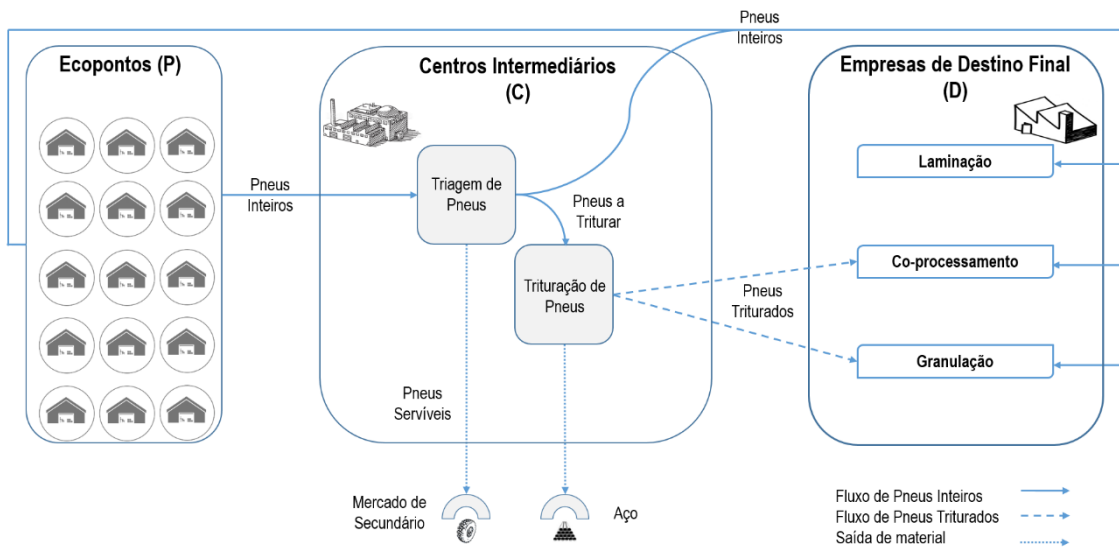 Pneus
Inteiros
Ecopontos (P)
Centros Intermediários
(C)
Empresas de Destino Final
(D)
Pneus
Inteiros
Triagem de
Pneus
Pneus a
Triturar
Trituração de
Pneus
Pneus
Triturados
Laminação
Co-processamento
Granulação
Pneus
Servíveis
Mercado de
Secundário
Aço
Fluxo de Pneus Inteiros
Fluxo de Pneus Triturados
Saída de material